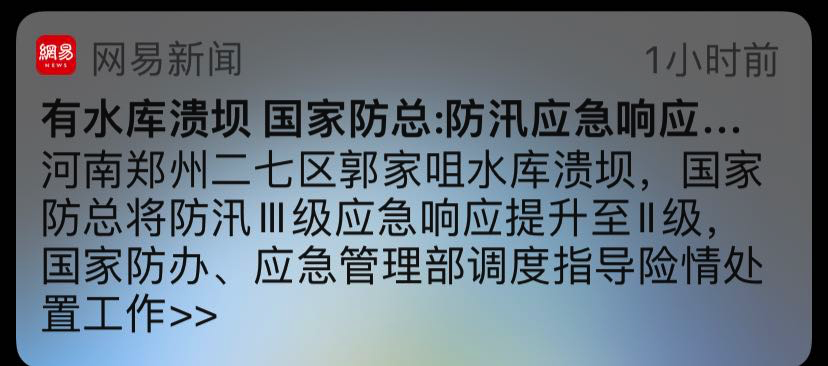 網易
NEWS
网易新闻
1小时前
有水库溃坝 国家防总:防汛应急响应...
河南郑州二七区郭家咀水库溃坝，国家
防总将防汛Ⅲ级应急响应提升至Ⅱ级，
国家防办、应急管理部调度指导险情处
置工作>>